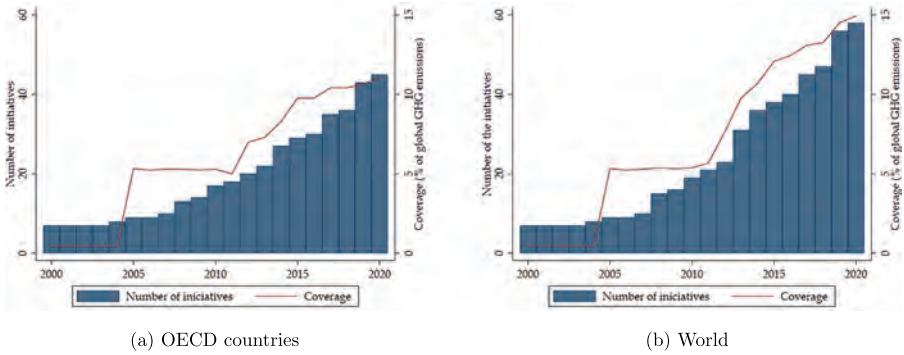 Number of initiatives
0 20 40 60
Coverage (% of global GHG emissions)
0 5 10 15
2000 2005 2010 2015 2020
Number of iniciatives Coverage
(a) OECD countries
Number of the initiatives
0 20 40 60
Coverage (% of global GHG emissions)
0 5 10 15
2000 2005 2010 2015 2020
Number of iniciatives Coverage
(b) World